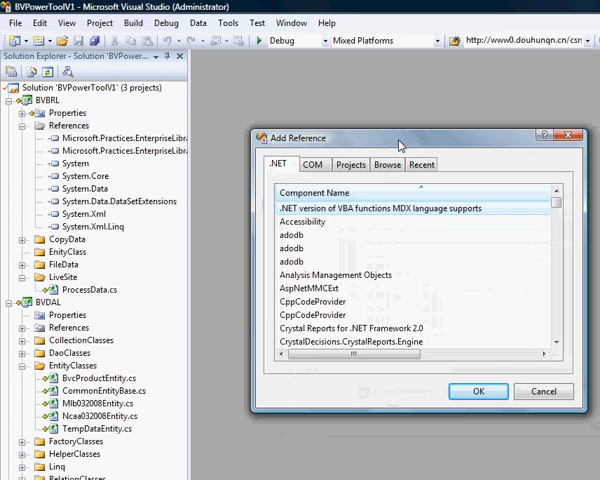 BVPowerToolV1 - Microsoft Visual Studio (Administrator)
File Edit View Project Build Debug Data Tools Test Window Help
Debug Mixed Platforms http://www0.douhunqn.cn/csr
Solution Explorer - Solution 'BVPower...
Solution 'BVPowerToolV1' (3 projects)
BVBRL
Properties
References
Microsoft.Practices.EnterpriseLibra
Microsoft.Practices.EnterpriseLibra
System
System.Core
System.Data
System.Data.DataSetExtensions
System.Xml
System.Xml.Linq
CopyData
EnityClass
FileData
LiveSite
ProcessData.cs
BVDAL
Properties
References
CollectionClasses
DaoClasses
EntityClasses
BvcProductEntity.cs
CommonEntityBase.cs
Mlb032008Entity.cs
Ncaa032008Entity.cs
TempDataEntity.cs
FactoryClasses
HelperClasses
Linq
RelationClasses
Add Reference
.NET COM Projects Browse Recent
Component Name
.NET version of VBA functions MDX language supports
Accessibility
adodb
adodb
adodb
Analysis Management Objects
AspNetMMCExt
CppCodeProvider
CppCodeProvider
Crystal Reports for .NET Framework 2.0
CrystalDecisions.CrystalReports.Engine
OK Cancel